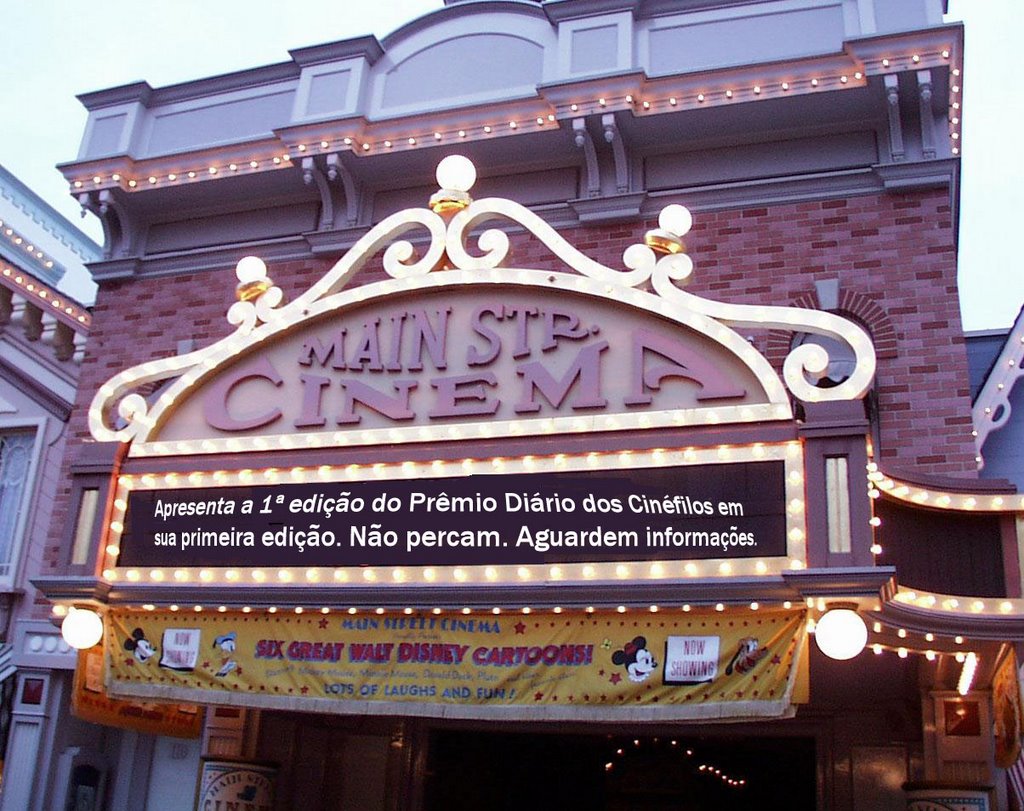 MAIN STR.
CINEMA
Apresenta a 1ª edição do Prêmio Diário dos Cinéfilos em
sua primeira edição. Não percam. Aguardem informações.
MAIN STREET CINEMA
NOW
SHOWING
SIX GREAT WALT DISNEY CARTOONS!
NOW
SHOWING
LOTS OF LAUGHS AND FUN!